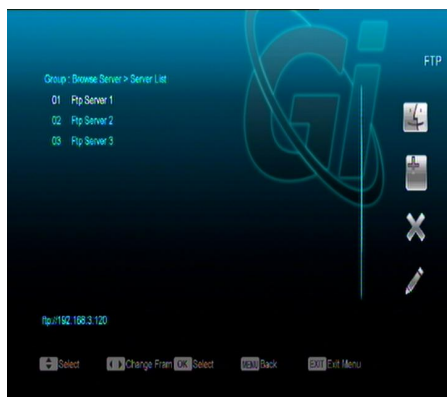 FTP
Group : Browse Server > Server List
01 Ftp Server 1
02 Ftp Server 2
03 Ftp Server 3
ftp://192.168.3.120
Select Change Fram OK Select MENU Back EXIT Exit Menu
Gi